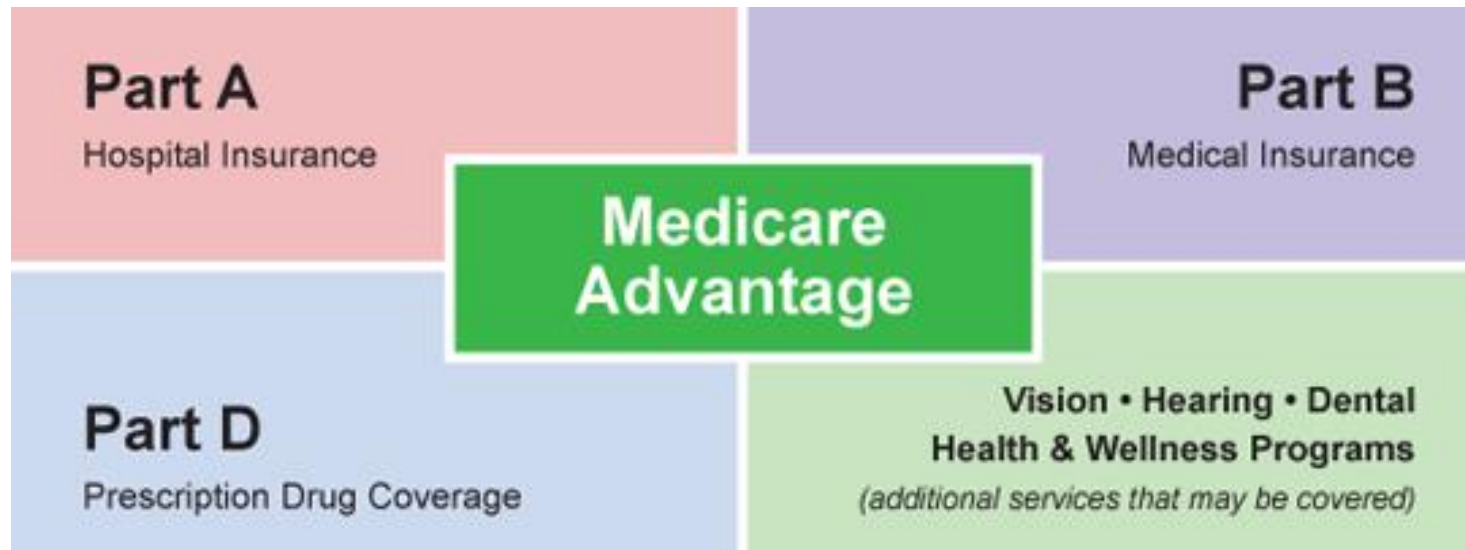 Part A
Hospital Insurance
Part B
Medical Insurance
Medicare
Advantage
Part D
Prescription Drug Coverage
Vision • Hearing • Dental
Health & Wellness Programs
(additional services that may be covered)